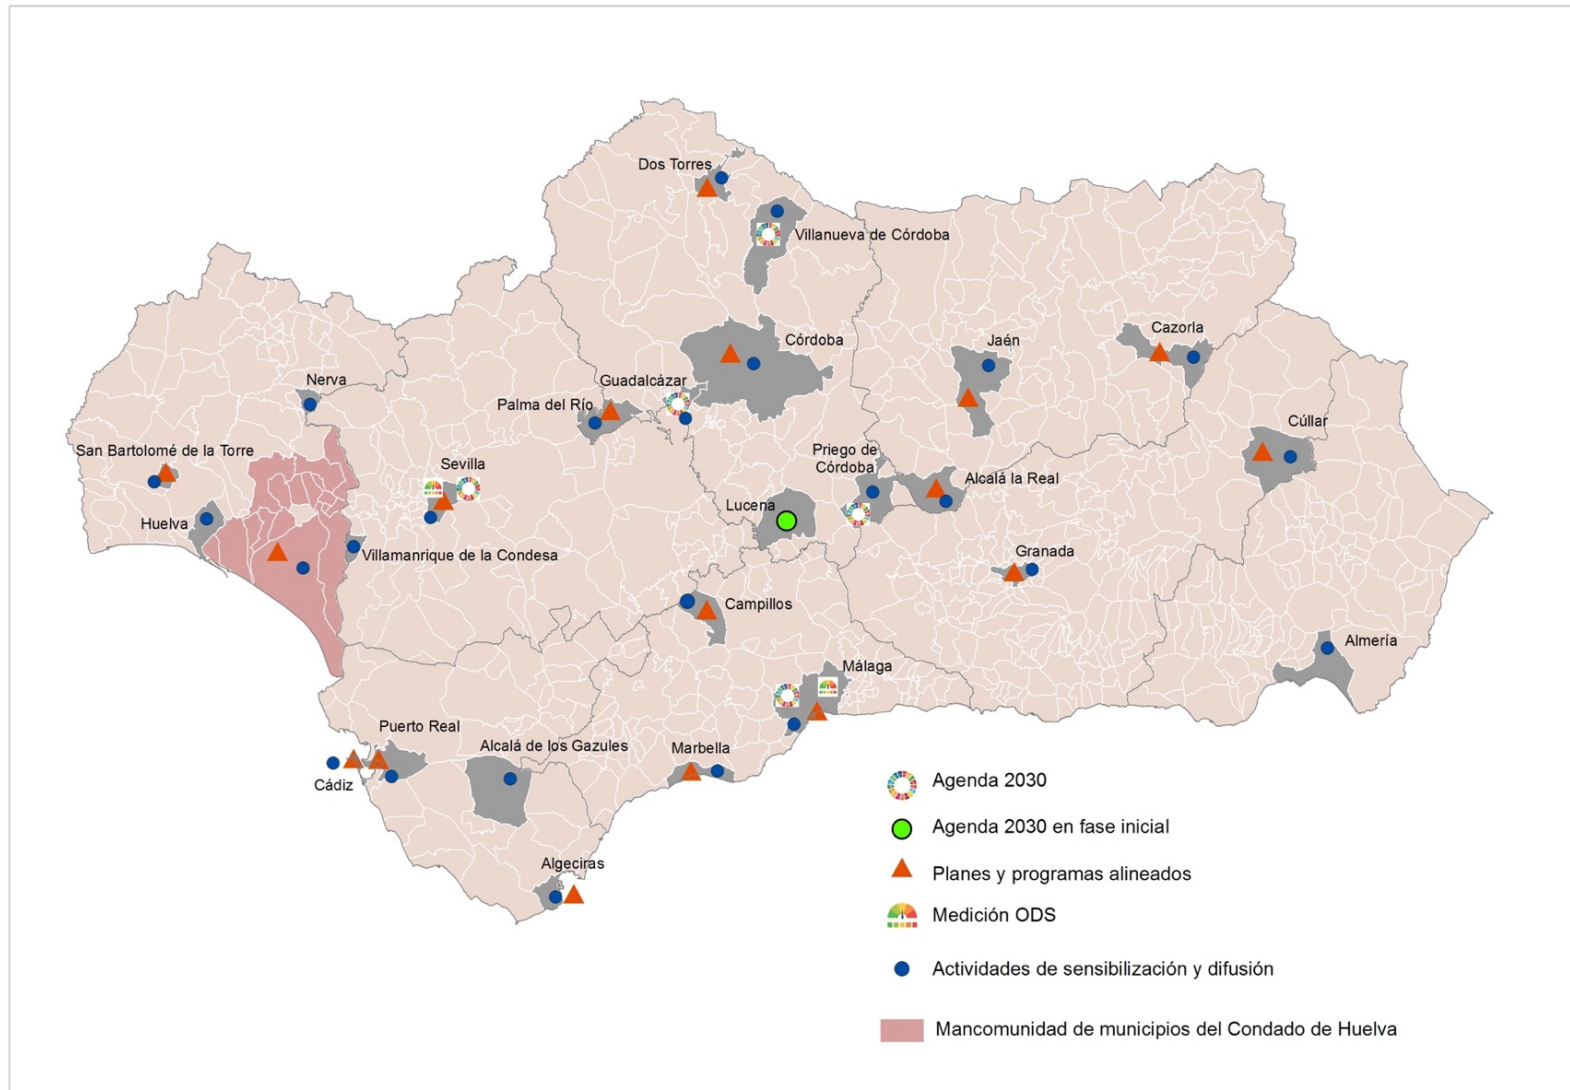 Dos Torres
Villanueva de Córdoba
Córdoba
Cazorla
Jaén
Guadalcázar
Nerva
Palma del Río
Cúllar
San Bartolomé de la Torre
Sevilla
Priego de
Córdoba
Alcalá la Real
Lucena
Huelva
Villamanrique de la Condesa
Granada
Campillos
Almería
Málaga
Puerto Real
Alcalá de los Gazules
Marbella
Cádiz
Algeciras
Agenda 2030
Agenda 2030 en fase inicial
Planes y programas alineados
Medición ODS
Actividades de sensibilización y difusión
Mancomunidad de municipios del Condado de Huelva